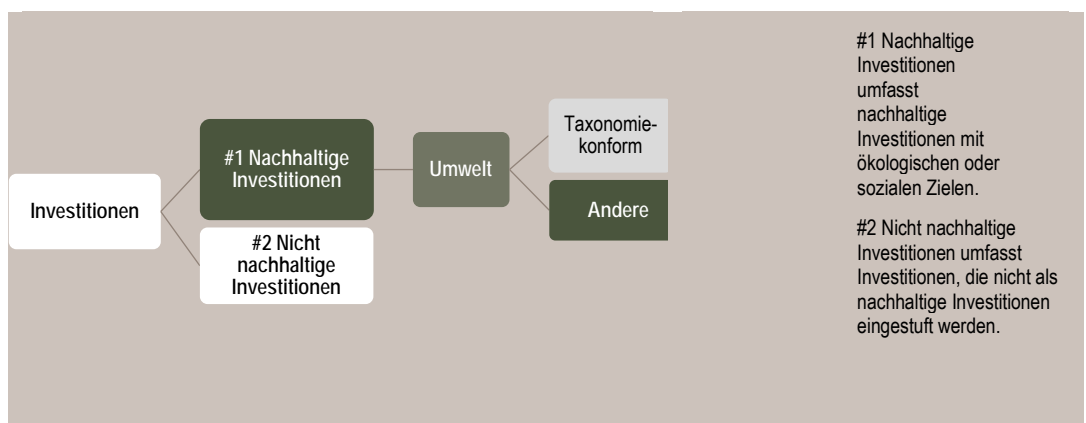 Investitionen
#1 Nachhaltige
Investitionen
#2 Nicht
nachhaltige
Investitionen
Umwelt
Taxonomie-
konform
Andere
#1 Nachhaltige
Investitionen
umfasst
nachhaltige
Investitionen mit
ökologischen oder
sozialen Zielen.
#2 Nicht nachhaltige
Investitionen umfasst
Investitionen, die nicht als
nachhaltige Investitionen
eingestuft werden.